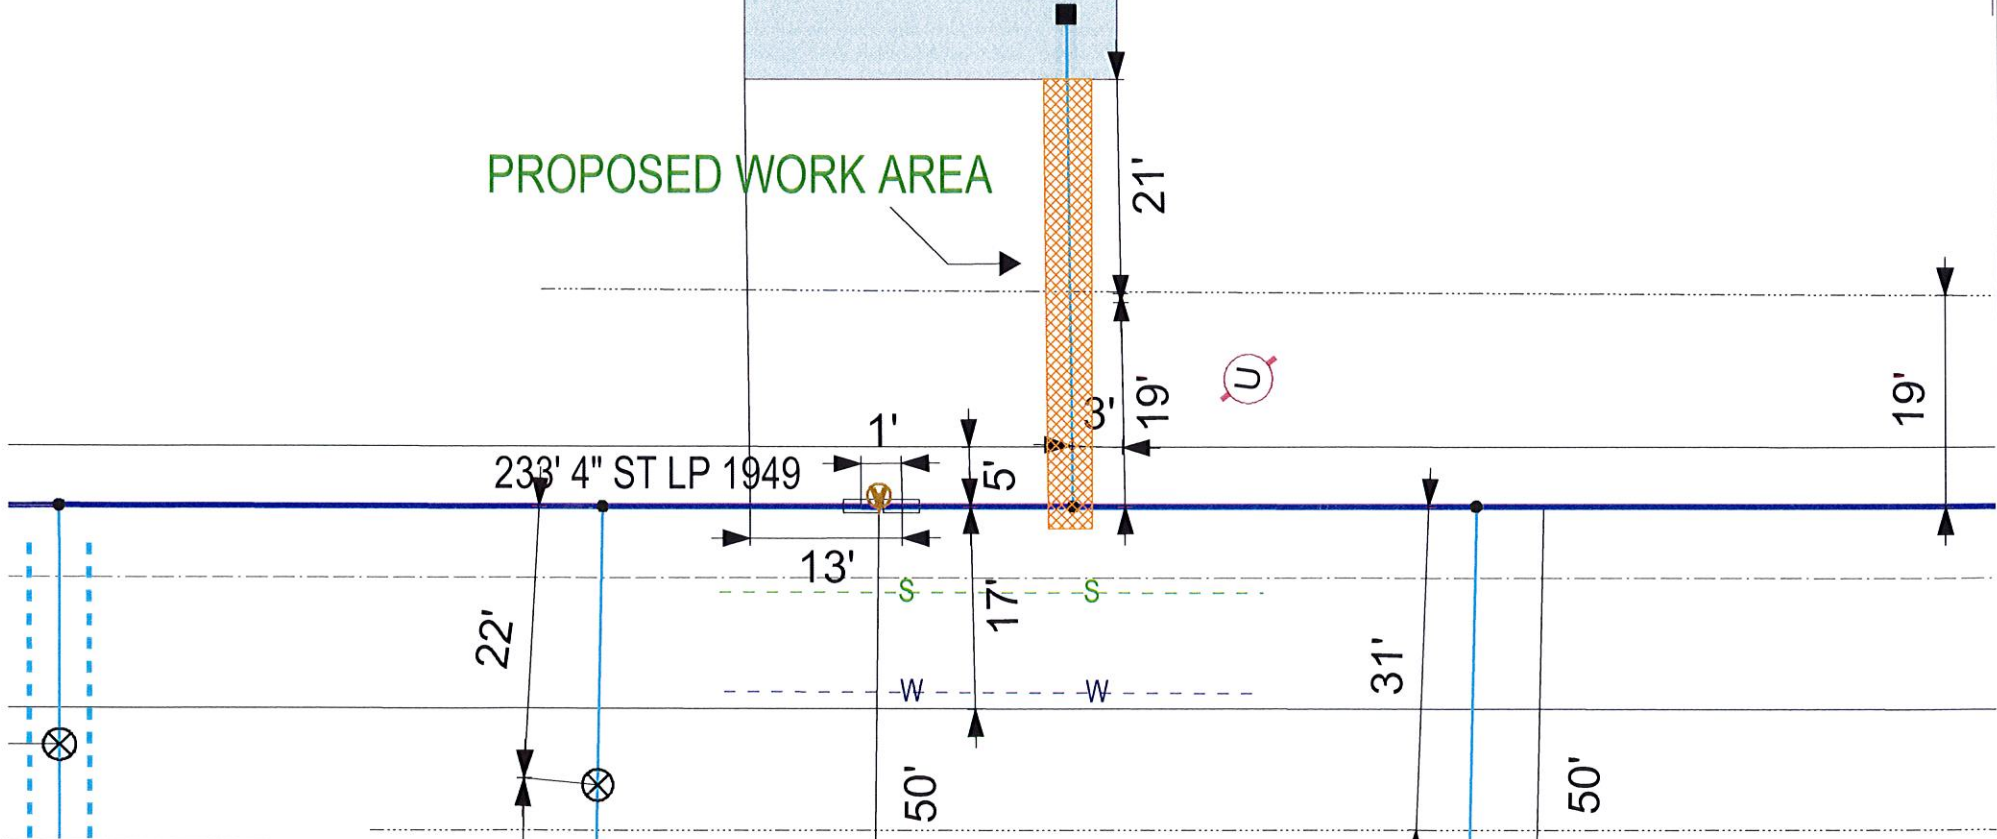 PROPOSED WORK AREA
21'
19'
19'
3'
1'
233' 4" ST LP 1949
5'
V
13'
U
S S
17'
22'
31'
W W
50'
50'